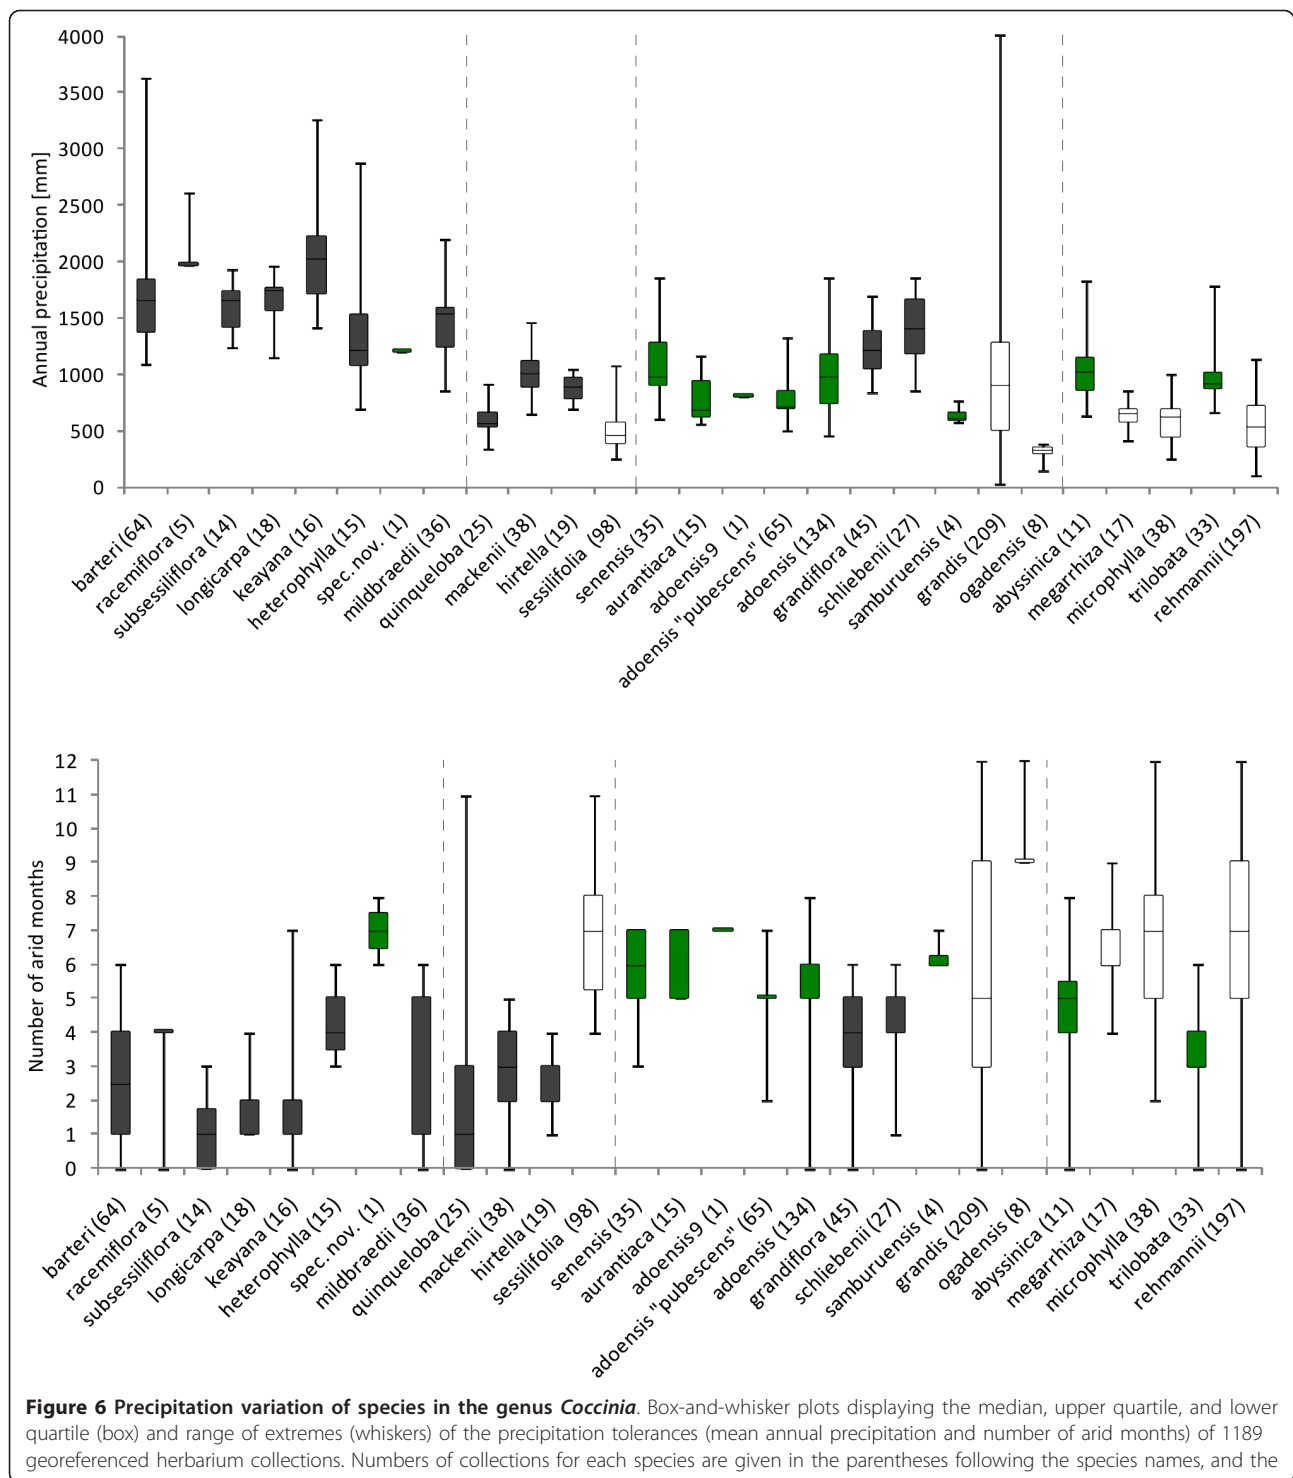 4000
3500
3000
2500
2000
1500
1000
500
0
Annual precipitation [mm]
barteri (64)
racemiflora (5)
subsessiliflora (14)
longicarpa (18)
keayana (16)
heterophylla (15)
spec. nov. (1)
mildbraedii (36)
quinqueloba (25)
mackenii (38)
hirtella (19)
sessilifolia (98)
senensis (35)
aurantiaca (15)
adoensis9 (1)
adoensis "pubescens" (65)
adoensis (134)
grandiflora (45)
schliebenii (27)
samburuensis (4)
grandis (209)
ogadensis (8)
abyssinica (11)
megarrhiza (17)
microphylla (38)
trilobata (33)
rehmannii (197)
12
11
10
9
8
7
6
5
4
3
2
1
0
Number of arid months
barteri (64)
racemiflora (5)
subsessiliflora (14)
longicarpa (18)
keayana (16)
heterophylla (15)
spec. nov. (1)
mildbraedii (36)
quinqueloba (25)
mackenii (38)
hirtella (19)
sessilifolia (98)
senensis (35)
aurantiaca (15)
adoensis9 (1)
adoensis "pubescens" (65)
adoensis (134)
grandiflora (45)
schliebenii (27)
samburuensis (4)
grandis (209)
ogadensis (8)
abyssinica (11)
megarrhiza (17)
microphylla (38)
trilobata (33)
rehmannii (197)
Figure 6 Precipitation variation of species in the genus Coccinia. Box-and-whisker plots displaying the median, upper quartile, and lower
quartile (box) and range of extremes (whiskers) of the precipitation tolerances (mean annual precipitation and number of arid months) of 1189
georeferenced herbarium collections. Numbers of collections for each species are given in the parentheses following the species names, and the